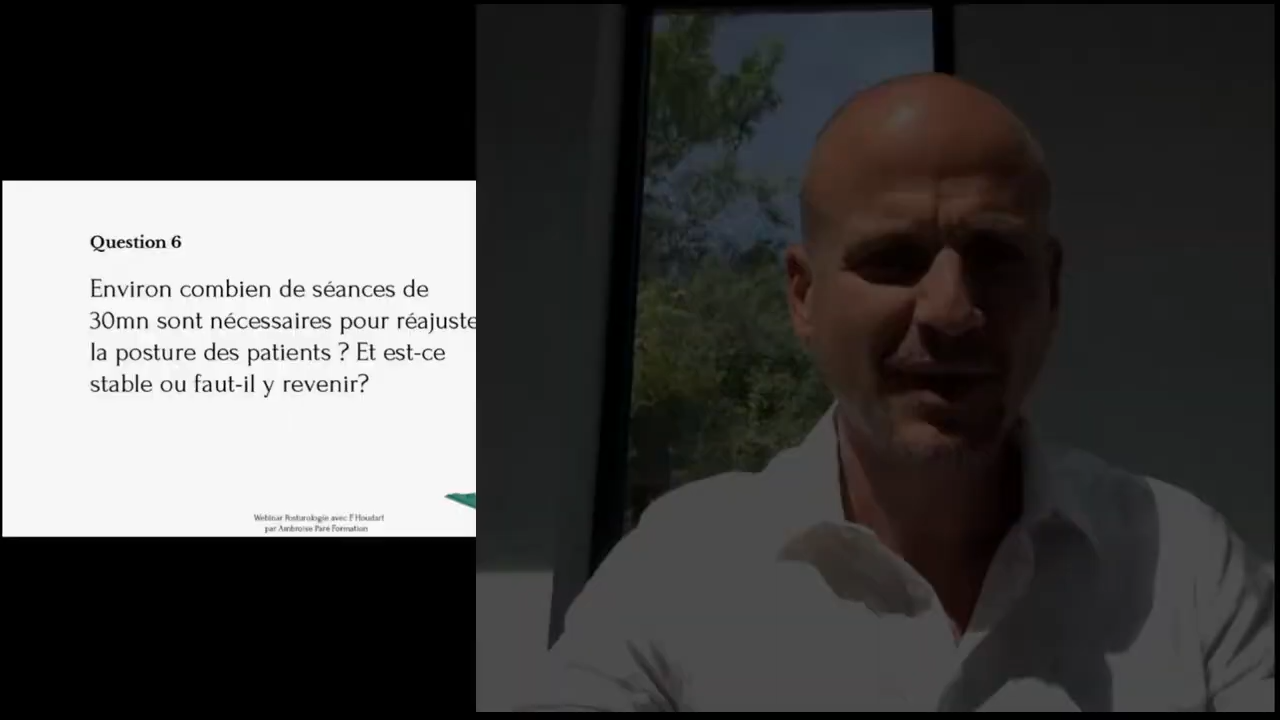 Question 6
Environ combien de séances de
30mn sont nécessaires pour réajuste
la posture des patients ? Et est-ce
stable ou faut-il y revenir?
Webinar Posturologie avec F Houdart
par Ambroise Paré Formation